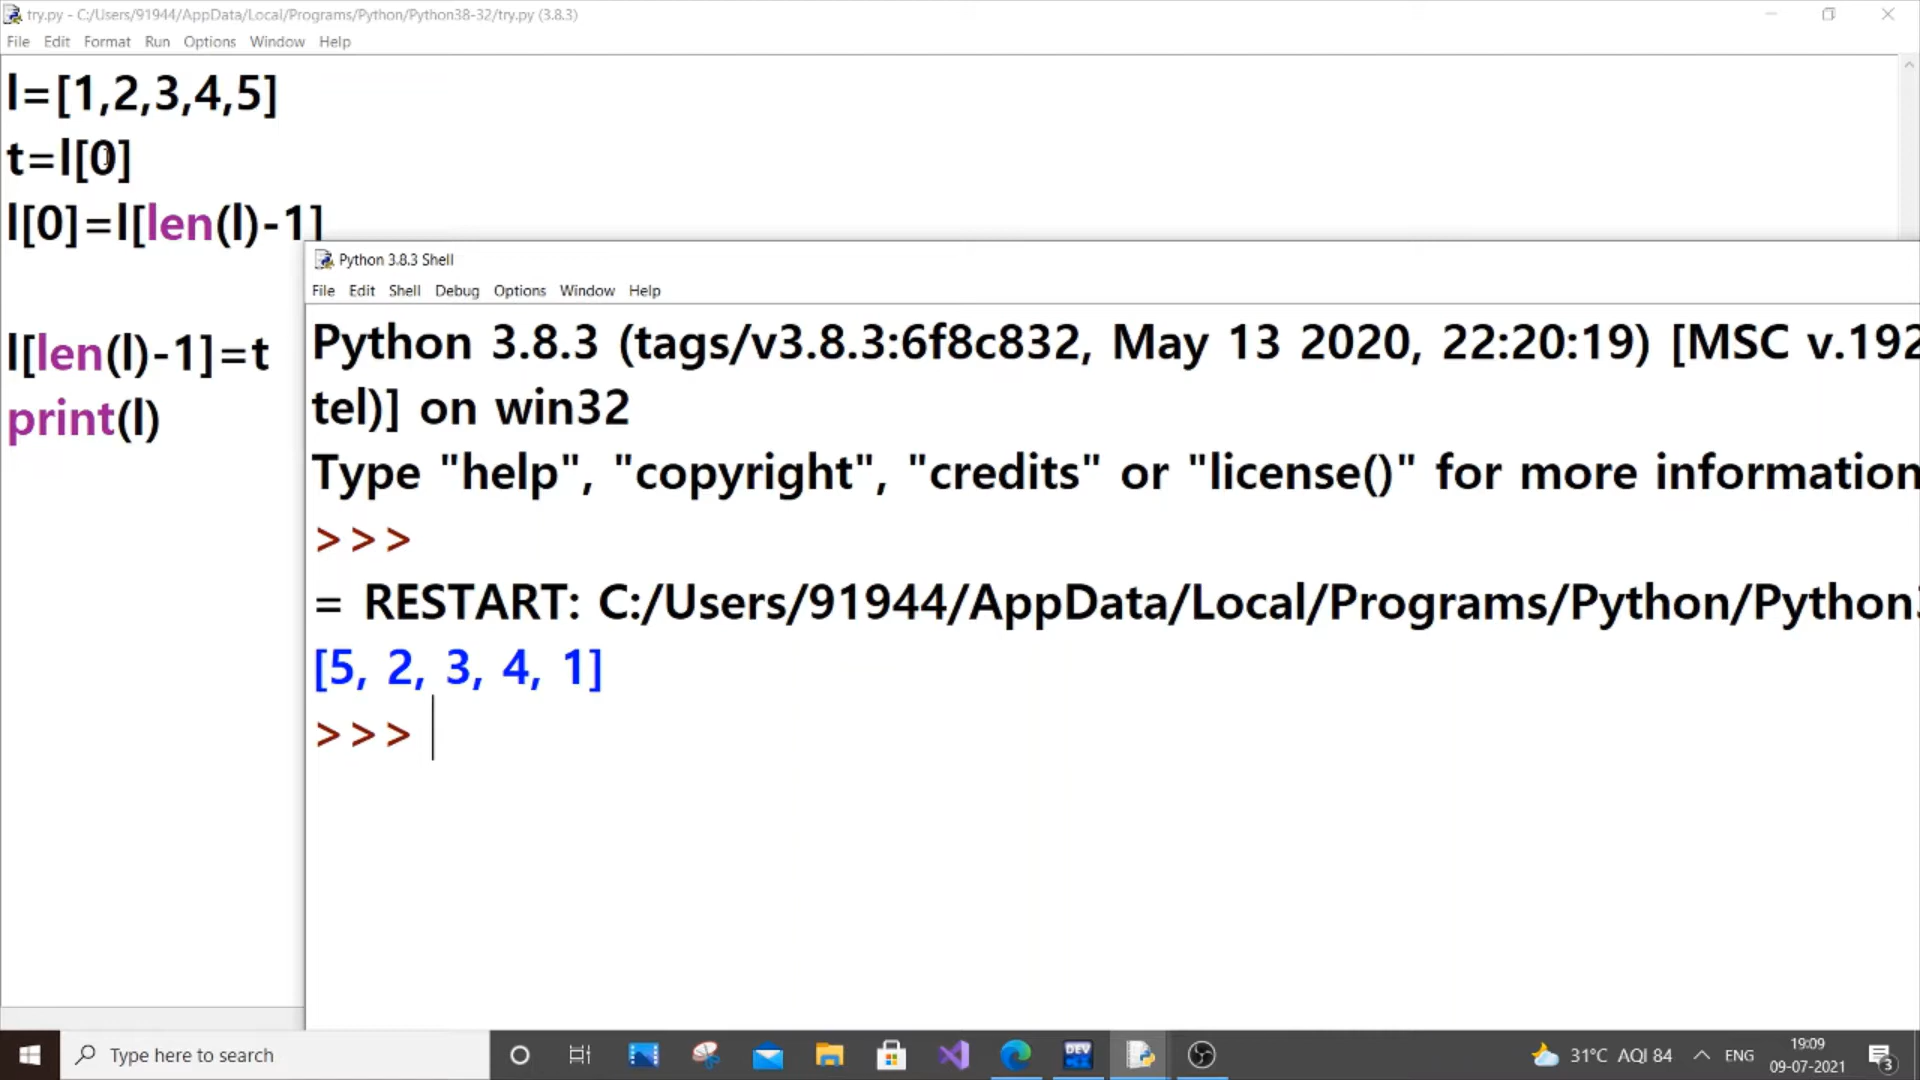 try.py - C:/Users/91944/AppData/Local/Programs/Python/Python38-32/try.py (3.8.3)
File Edit Format Run Options Window Help
l=[1,2,3,4,5]
t=l[0]
l[0]=l[len(l)-1]
l[len(l)-1]=t
print(l)
Python 3.8.3 Shell
File Edit Shell Debug Options Window Help
Python 3.8.3 (tags/v3.8.3:6f8c832, May 13 2020, 22:20:19) [MSC v.192
tel)] on win32
Type "help", "copyright", "credits" or "license()" for more information
>>>
= RESTART: C:/Users/91944/AppData/Local/Programs/Python/Python3
[5, 2, 3, 4, 1]
>>>
Type here to search
DEV
31°C AQI 84
ENG
19:09
09-07-2021
3